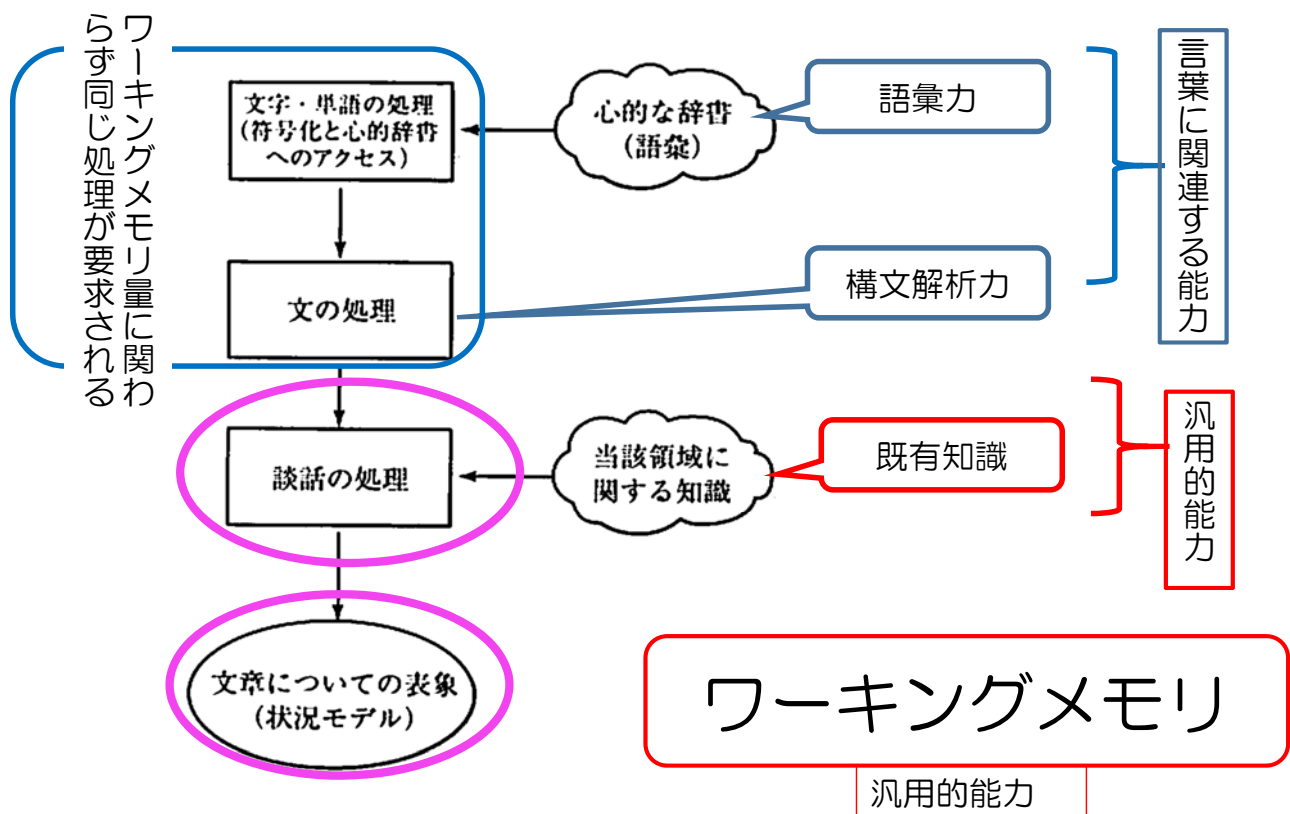 ワーキングメモリ量に関わ
らず同じ処理が要求される
文字・単語の処理
(符号化と心的辞書
へのアクセス)
心的な辞書
(語彙)
語彙力
言葉に関連する能力
文の処理
構文解析力
談話の処理
当該領域に
関する知識
既有知識
汎用的能力
文章についての表象
(状況モデル)
ワーキングメモリ
汎用的能力